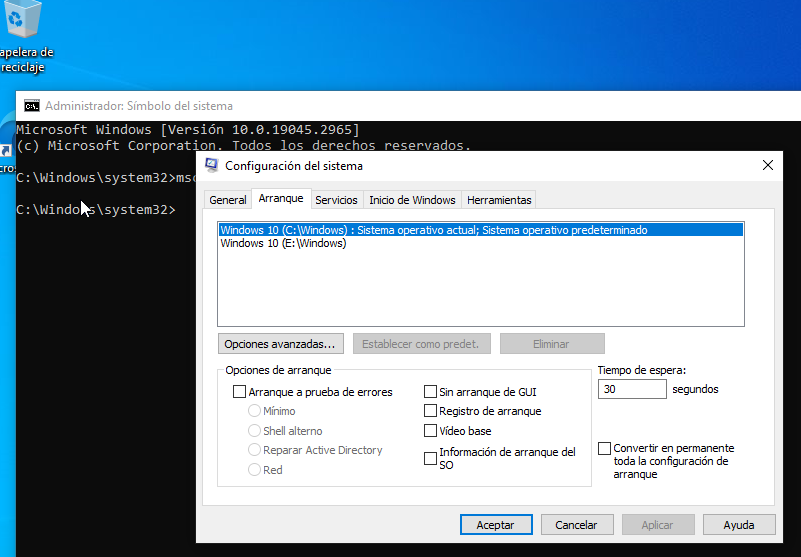 apelera de
reciclaje
Administrador: Símbolo del sistema
Microsoft Windows [Versión 10.0.19045.2965]
(c) Microsoft Corporation. Todos los derechos reservados.
C:\Windows\system32>msc
C:\Windows\system32>
Configuración del sistema
General Arranque Servicios Inicio de Windows Herramientas
Windows 10 (C:\Windows) : Sistema operativo actual; Sistema operativo predeterminado
Windows 10 (E:\Windows)
Opciones avanzadas... Establecer como predet. Eliminar
Opciones de arranque
Arranque a prueba de errores
Mínimo
Shell alterno
Reparar Active Directory
Red
Sin arranque de GUI
Registro de arranque
Vídeo base
Información de arranque del
SO
Tiempo de espera:
30 segundos
Convertir en permanente
toda la configuración de
arranque
Aceptar Cancelar Aplicar Ayuda